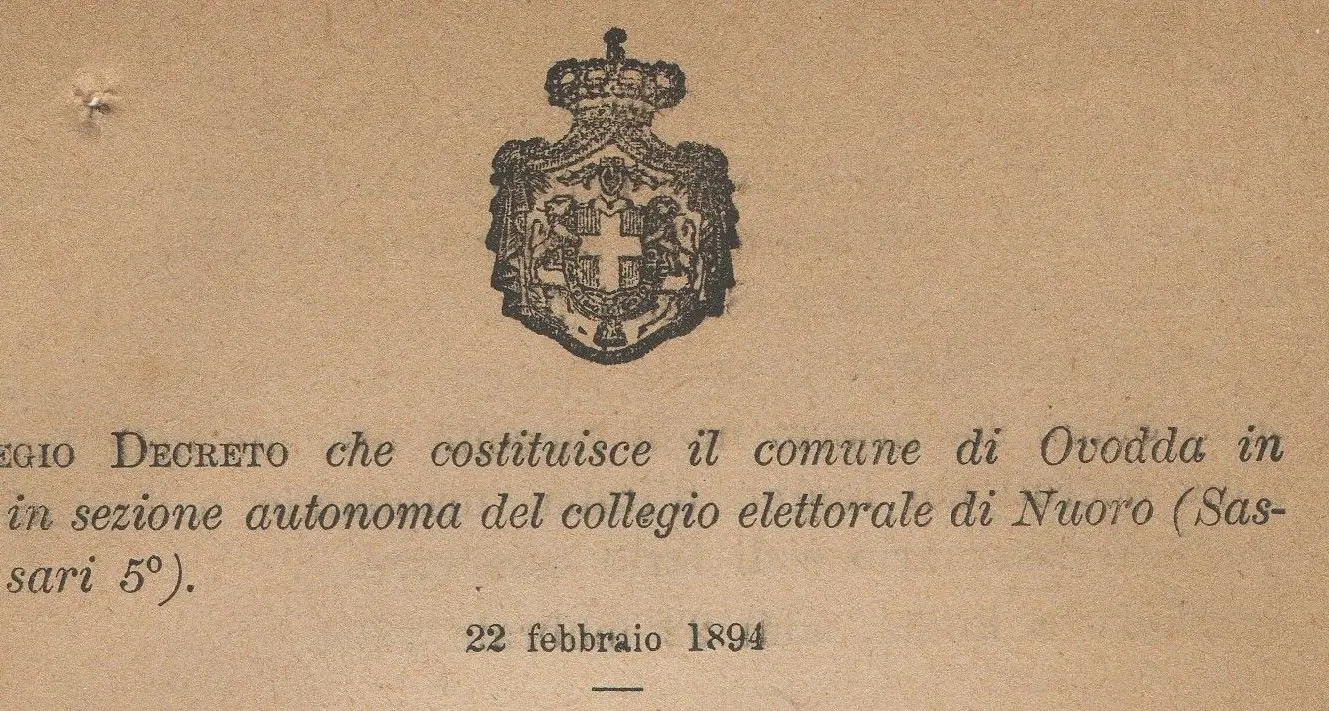 EGIO DECRETO che costituisce il comune di Ovodda in
in sezione autonoma del collegio elettorale di Nuoro (Sas-
sari 5º).
22 febbraio 1894